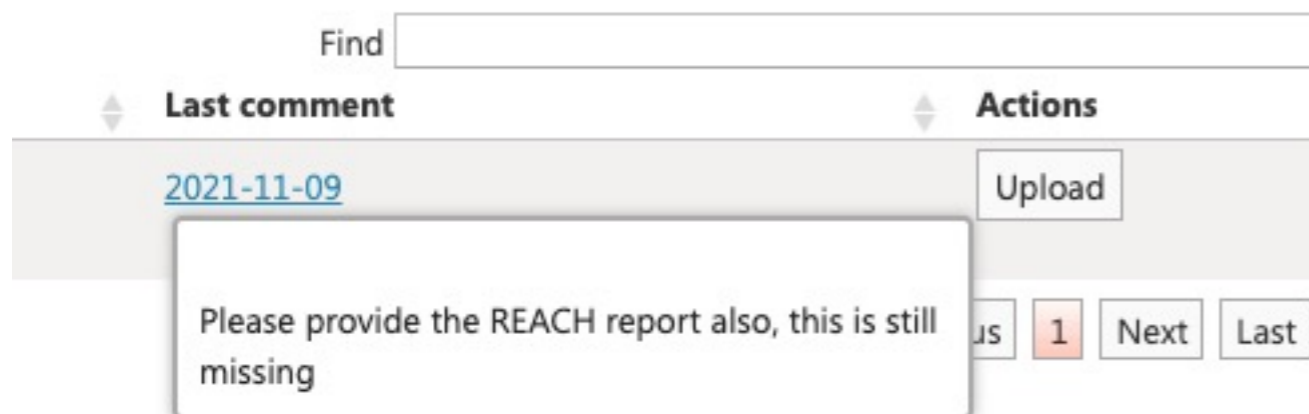 Find
Last comment Actions
2021-11-09 Upload
Please provide the REACH report also, this is still
missing
1 Next Last